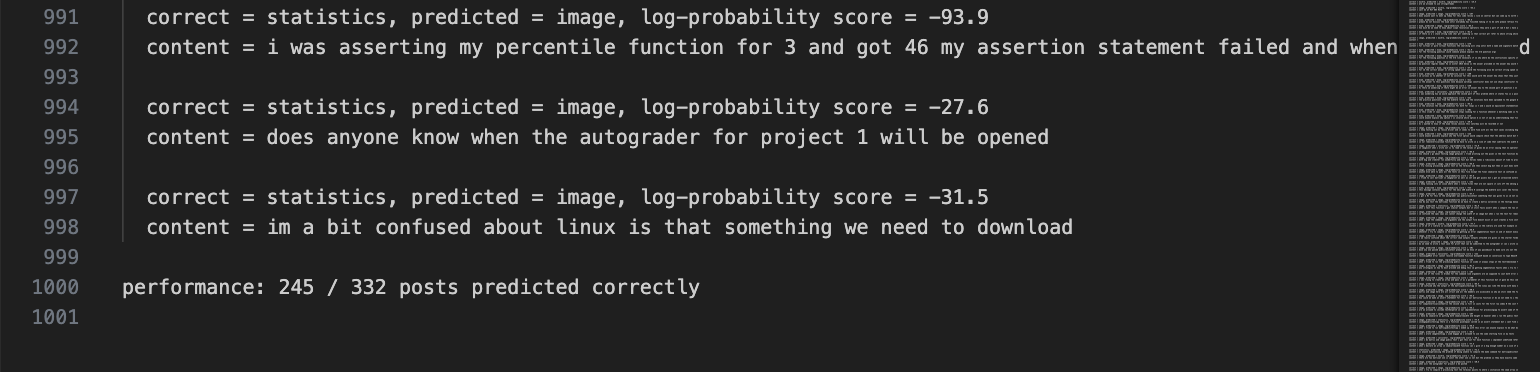 991 correct = statistics, predicted = image, log-probability score = -93.9
992 content = i was asserting my percentile function for 3 and got 46 my assertion statement failed and when d
993
994 correct = statistics, predicted = image, log-probability score = -27.6
995 content = does anyone know when the autograder for project 1 will be opened
996
997 correct = statistics, predicted = image, log-probability score = -31.5
998 content = im a bit confused about linux is that something we need to download
999
1000 performance: 245 / 332 posts predicted correctly
1001